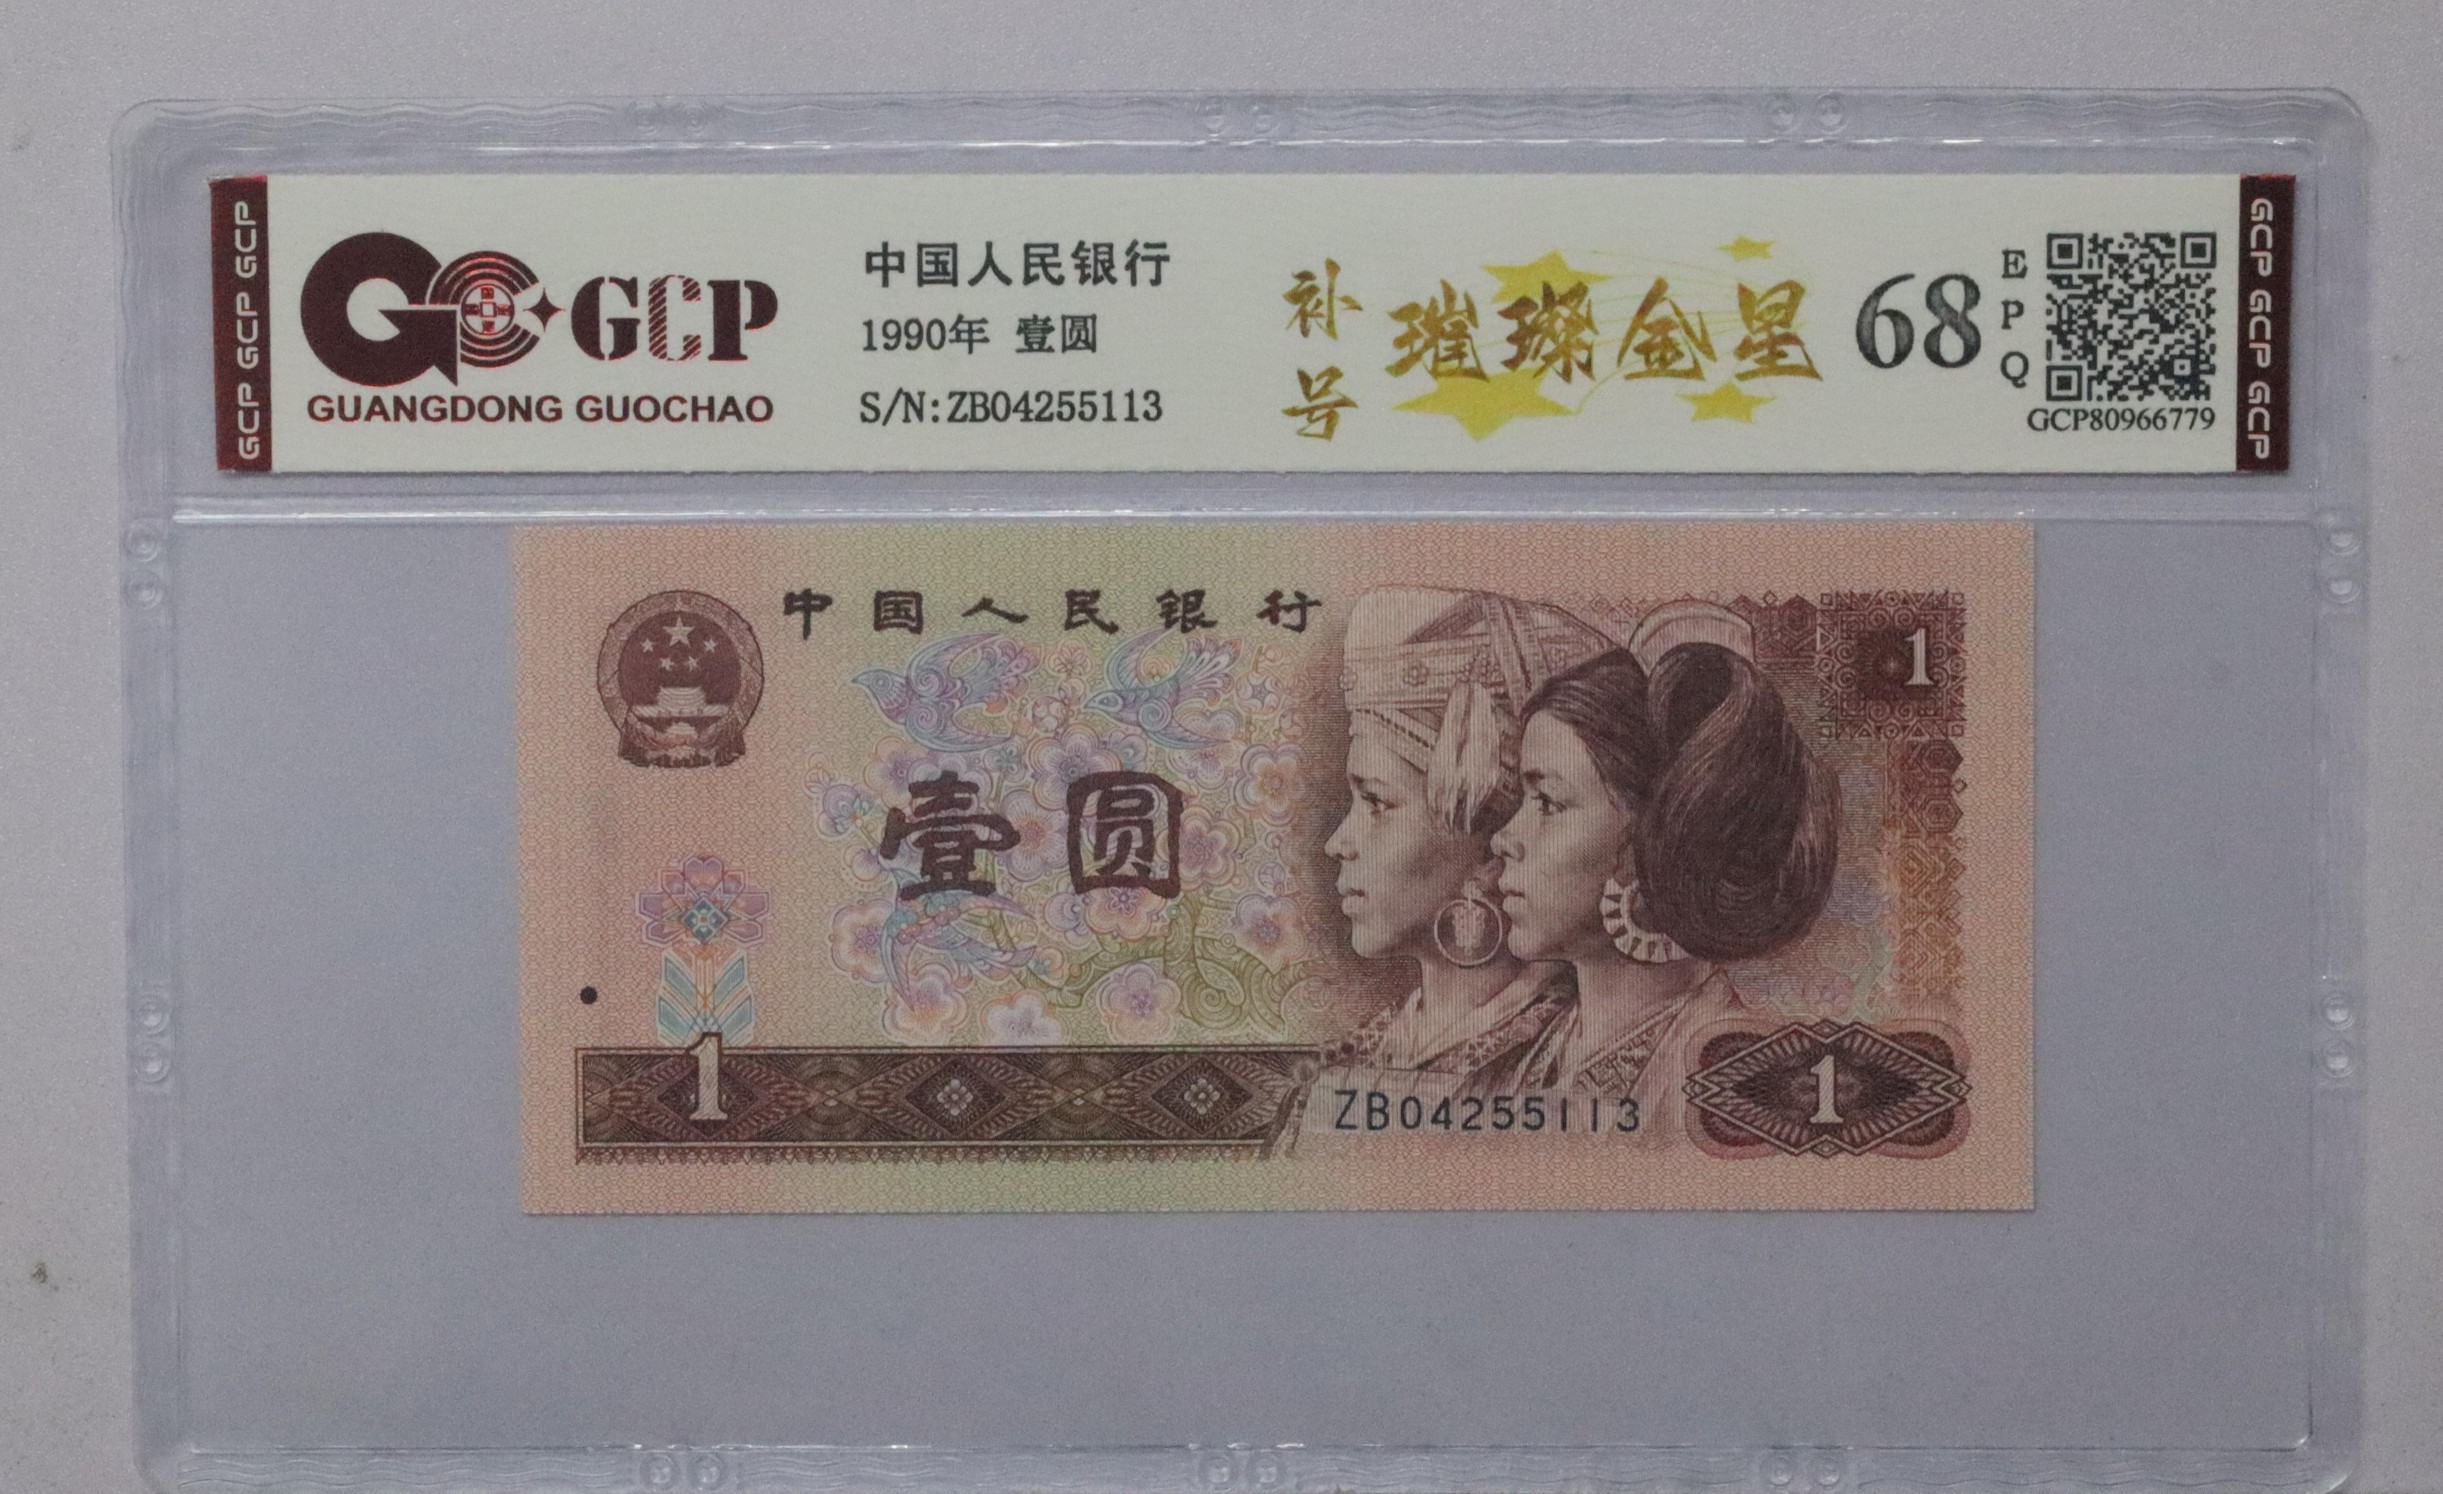 GCP GCP GCP
GCP
GUANGDONG GUOCHAO
中国人民银行
1990年 壹圆
S/N:ZB04255113
补号
璀璨金星
68
EPQ
GCP80966779
GCP GCP GCP
中国人民银行
1
壹圆
1
ZB04255113
1